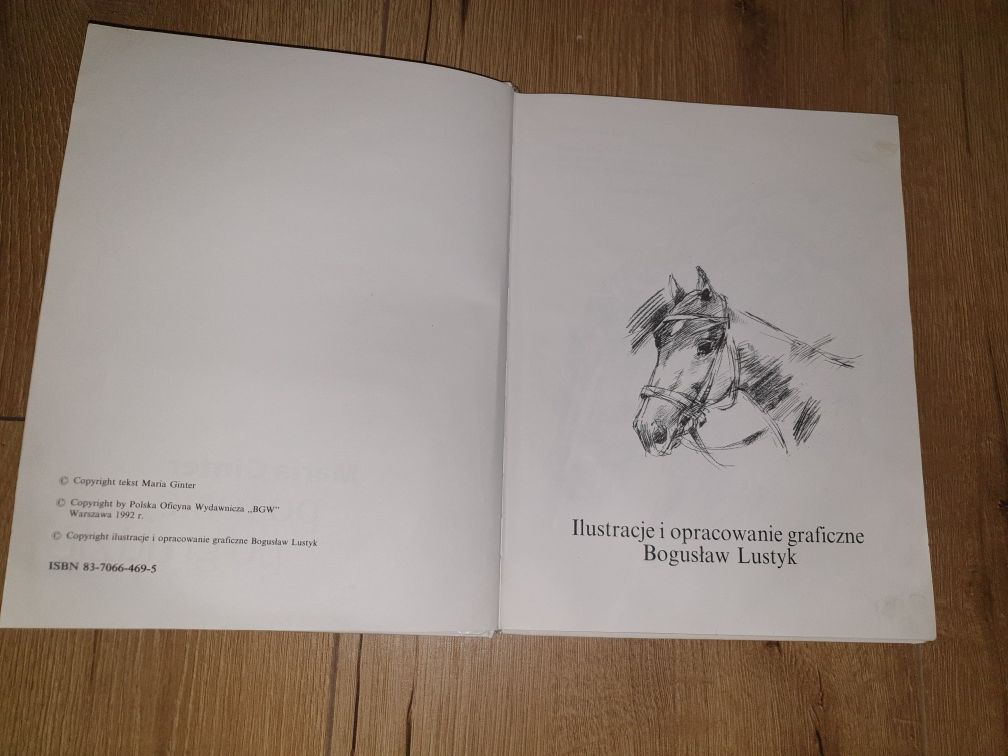 © Copyright tekst Maria Ginter
© Copyright by Polska Oficyna Wydawnicza „BGW”
Warszawa 1992 r.
© Copyright ilustracje i opracowanie graficzne Bogusław Lustyk
ISBN 83-7066-469-5
Ilustracje i opracowanie graficzne
Bogusław Lustyk